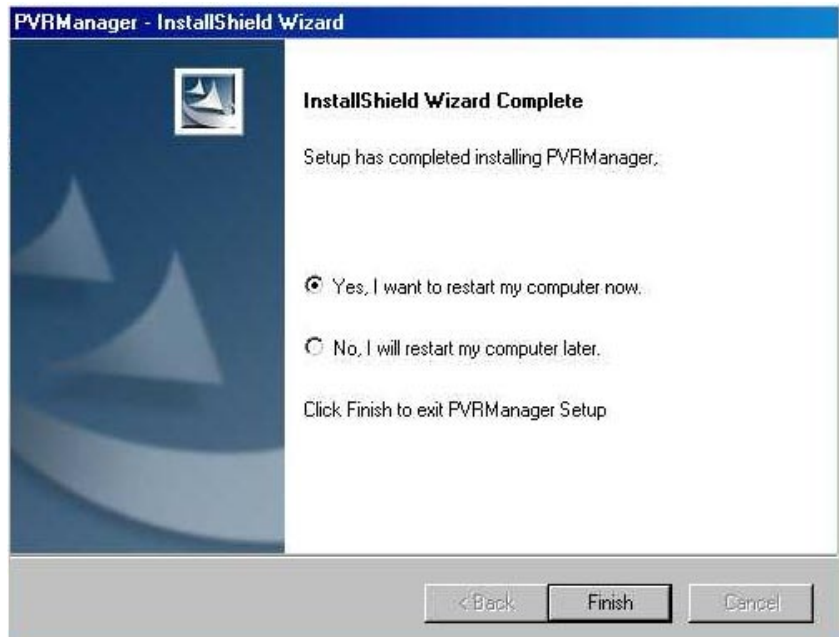 PVRManager - InstallShield Wizard
InstallShield Wizard Complete
Setup has completed installing PVRManager.
Yes, I want to restart my computer now.
No, I will restart my computer later.
Click Finish to exit PVRManager Setup
< Back
Finish
Cancel